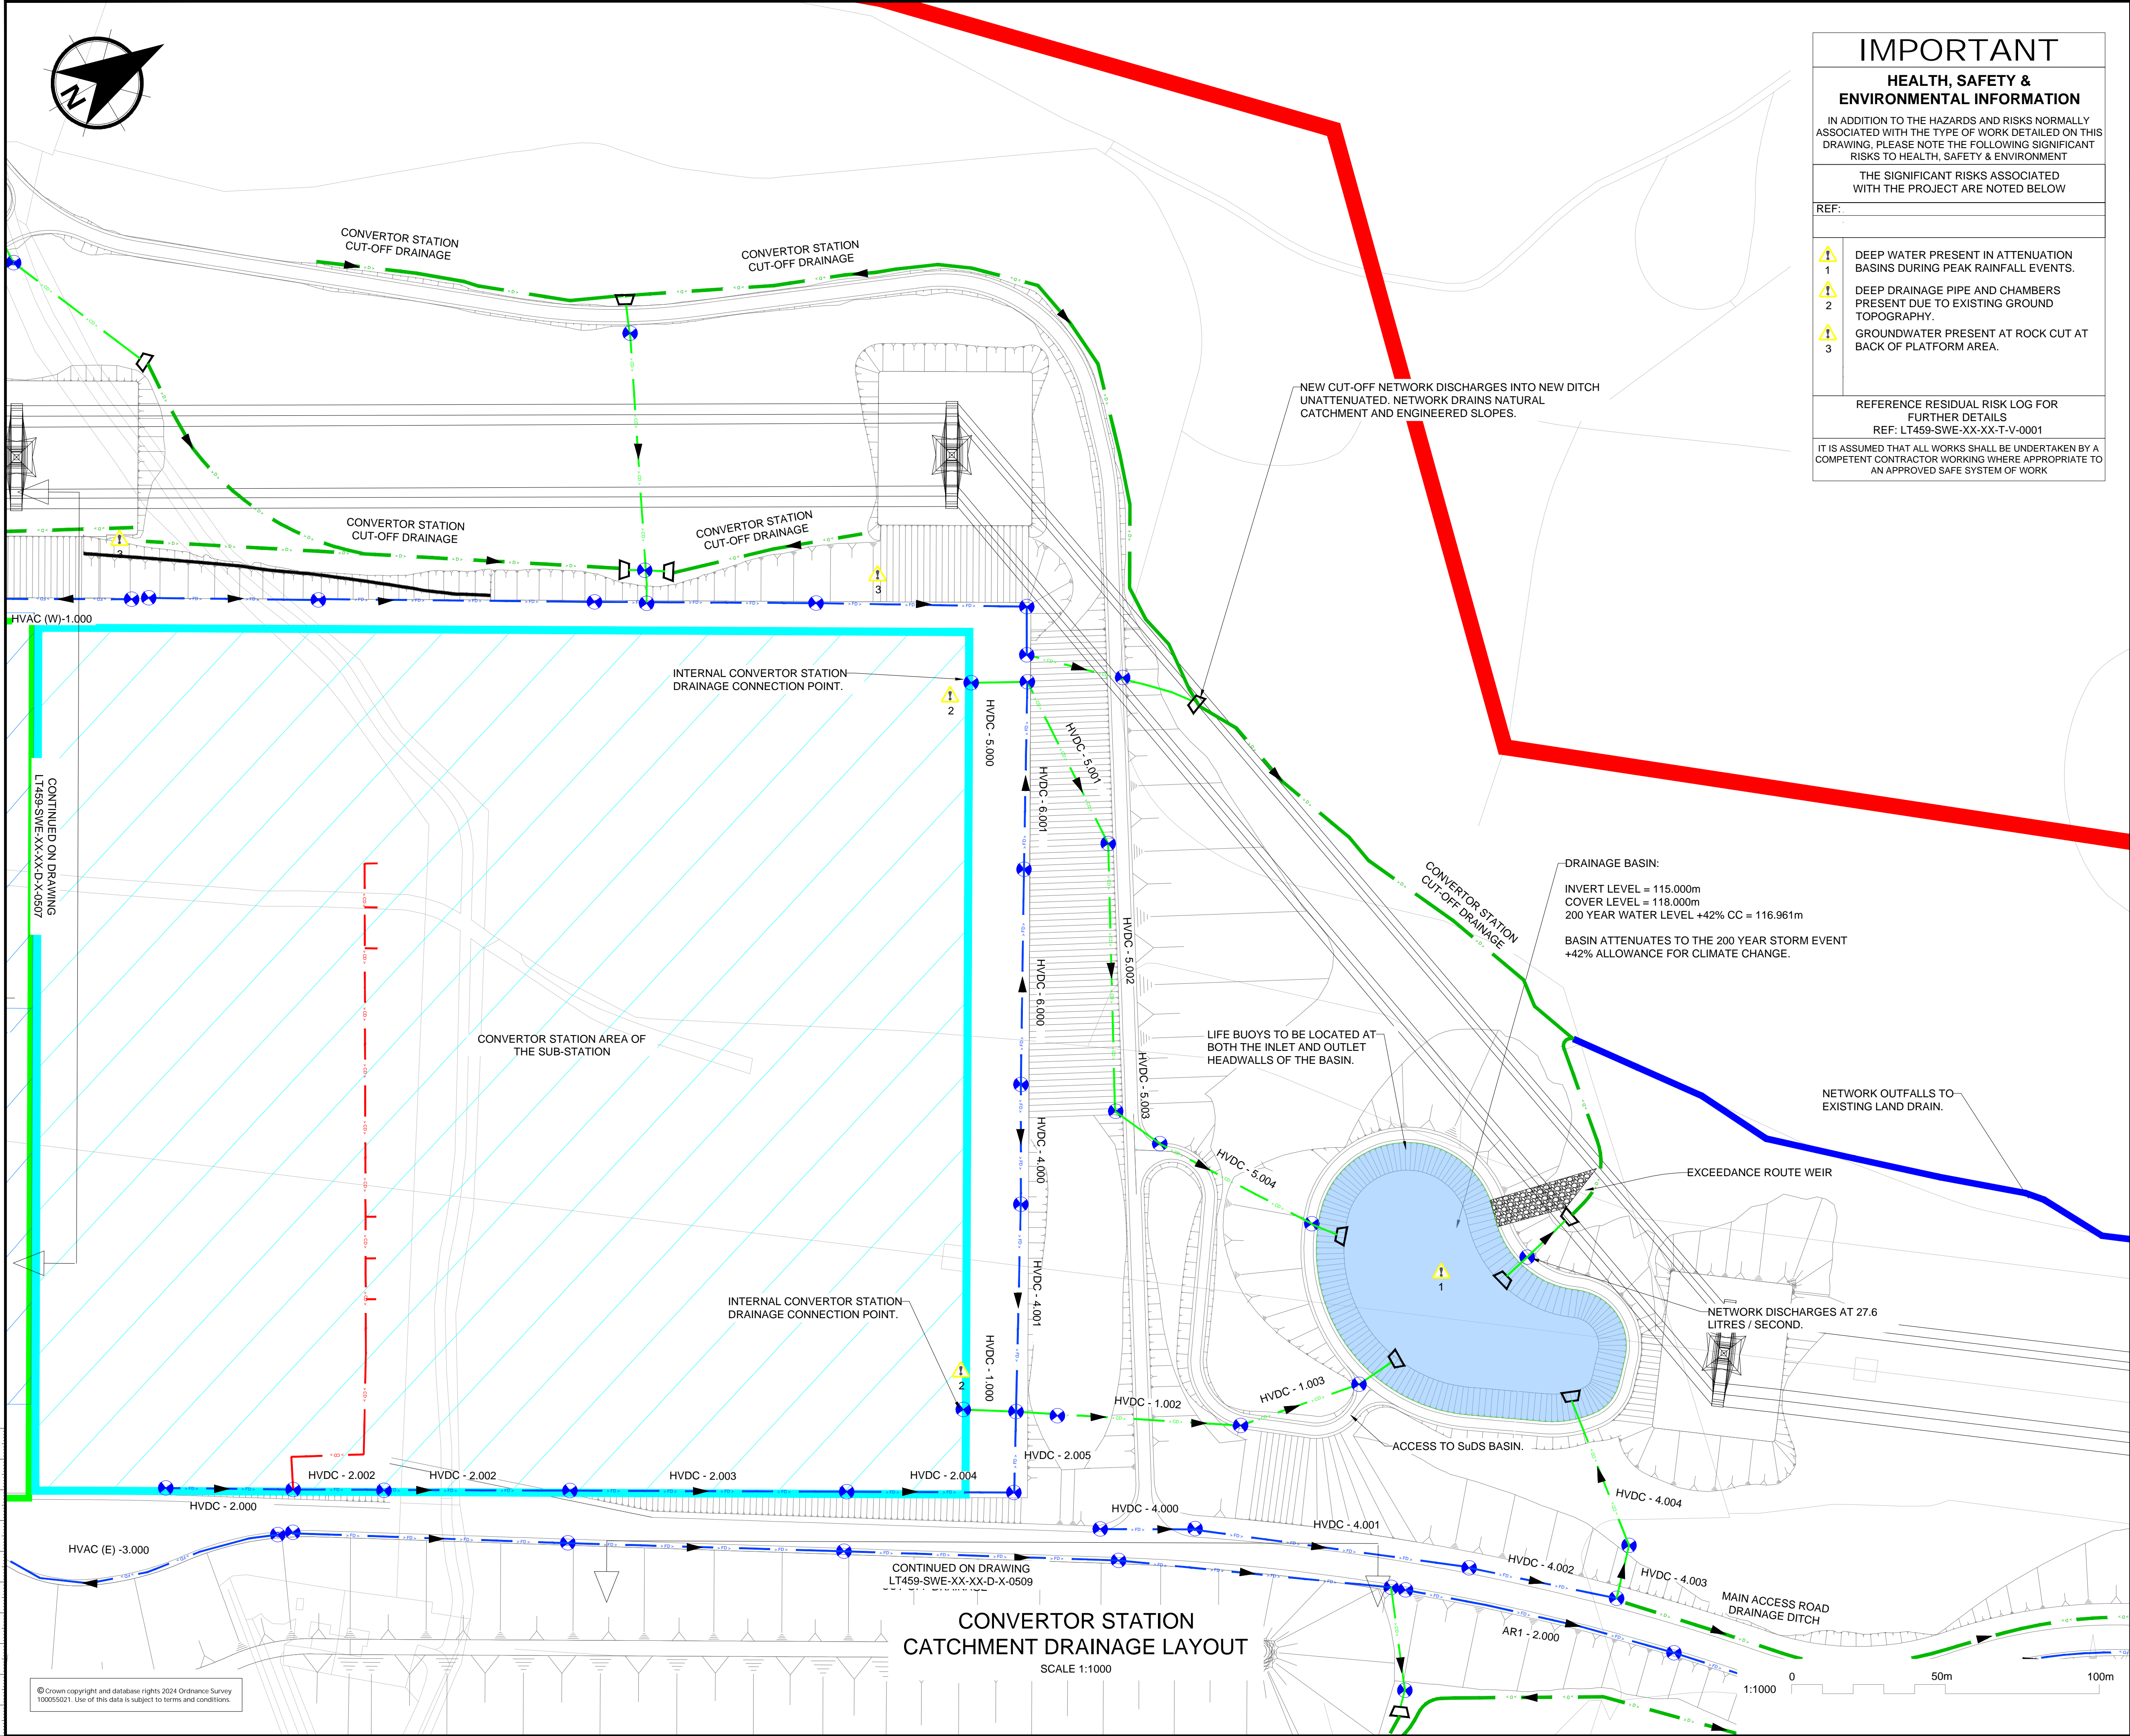 N
IMPORTANT
HEALTH, SAFETY &
ENVIRONMENTAL INFORMATION
IN ADDITION TO THE HAZARDS AND RISKS NORMALLY
ASSOCIATED WITH THE TYPE OF WORK DETAILED ON THIS
DRAWING, PLEASE NOTE THE FOLLOWING SIGNIFICANT
RISKS TO HEALTH, SAFETY & ENVIRONMENT
THE SIGNIFICANT RISKS ASSOCIATED
WITH THE PROJECT ARE NOTED BELOW
REF:
1
DEEP WATER PRESENT IN ATTENUATION
BASINS DURING PEAK RAINFALL EVENTS.
2
DEEP DRAINAGE PIPE AND CHAMBERS
PRESENT DUE TO EXISTING GROUND
TOPOGRAPHY.
3
GROUNDWATER PRESENT AT ROCK CUT AT
BACK OF PLATFORM AREA.
REFERENCE RESIDUAL RISK LOG FOR
FURTHER DETAILS
REF: LT459-SWE-XX-XX-T-V-0001
IT IS ASSUMED THAT ALL WORKS SHALL BE UNDERTAKEN BY A
COMPETENT CONTRACTOR WORKING WHERE APPROPRIATE TO
AN APPROVED SAFE SYSTEM OF WORK
CONVERTOR STATION
CUT-OFF DRAINAGE
CONVERTOR STATION
CUT-OFF DRAINAGE
NEW CUT-OFF NETWORK DISCHARGES INTO NEW DITCH
UNATTENUATED. NETWORK DRAINS NATURAL
CATCHMENT AND ENGINEERED SLOPES.
CONVERTOR STATION
CUT-OFF DRAINAGE
CONVERTOR STATION
CUT-OFF DRAINAGE
3
3
HVAC (W)-1.000
INTERNAL CONVERTOR STATION
DRAINAGE CONNECTION POINT.
2
HVDC - 5.000
HVDC - 5.001
HVDC - 6.001
CONTINUED ON DRAWING
LT459-SWE-XX-XX-D-X-0507
CONVERTOR STATION
CUT-OFF DRAINAGE
DRAINAGE BASIN:
INVERT LEVEL = 115.000m
COVER LEVEL = 118.000m
200 YEAR WATER LEVEL +42% CC = 116.961m
BASIN ATTENUATES TO THE 200 YEAR STORM EVENT
+42% ALLOWANCE FOR CLIMATE CHANGE.
HVDC - 5.002
HVDC - 6.000
CONVERTOR STATION AREA OF
THE SUB-STATION
LIFE BUOYS TO BE LOCATED AT
BOTH THE INLET AND OUTLET
HEADWALLS OF THE BASIN.
HVDC - 5.003
NETWORK OUTFALLS TO
EXISTING LAND DRAIN.
HVDC - 4.000
HVDC - 5.004
EXCEEDANCE ROUTE WEIR
1
HVDC - 4.001
INTERNAL CONVERTOR STATION
DRAINAGE CONNECTION POINT.
NETWORK DISCHARGES AT 27.6
LITRES / SECOND.
2
HVDC - 1.000
HVDC - 1.002
HVDC - 1.003
ACCESS TO SuDS BASIN.
HVDC - 2.005
HVDC - 2.002
HVDC - 2.002
HVDC - 2.003
HVDC - 2.004
HVDC - 2.000
HVDC - 4.000
HVDC - 4.001
HVDC - 4.004
HVAC (E) -3.000
CONTINUED ON DRAWING
LT459-SWE-XX-XX-D-X-0509
HVDC - 4.002
HVDC - 4.003
MAIN ACCESS ROAD
DRAINAGE DITCH
AR1 - 2.000
CONVERTOR STATION
CATCHMENT DRAINAGE LAYOUT
SCALE 1:1000
1:1000
0
50m
100m
© Crown copyright and database rights 2024 Ordnance Survey
100055021. Use of this data is subject to terms and conditions.